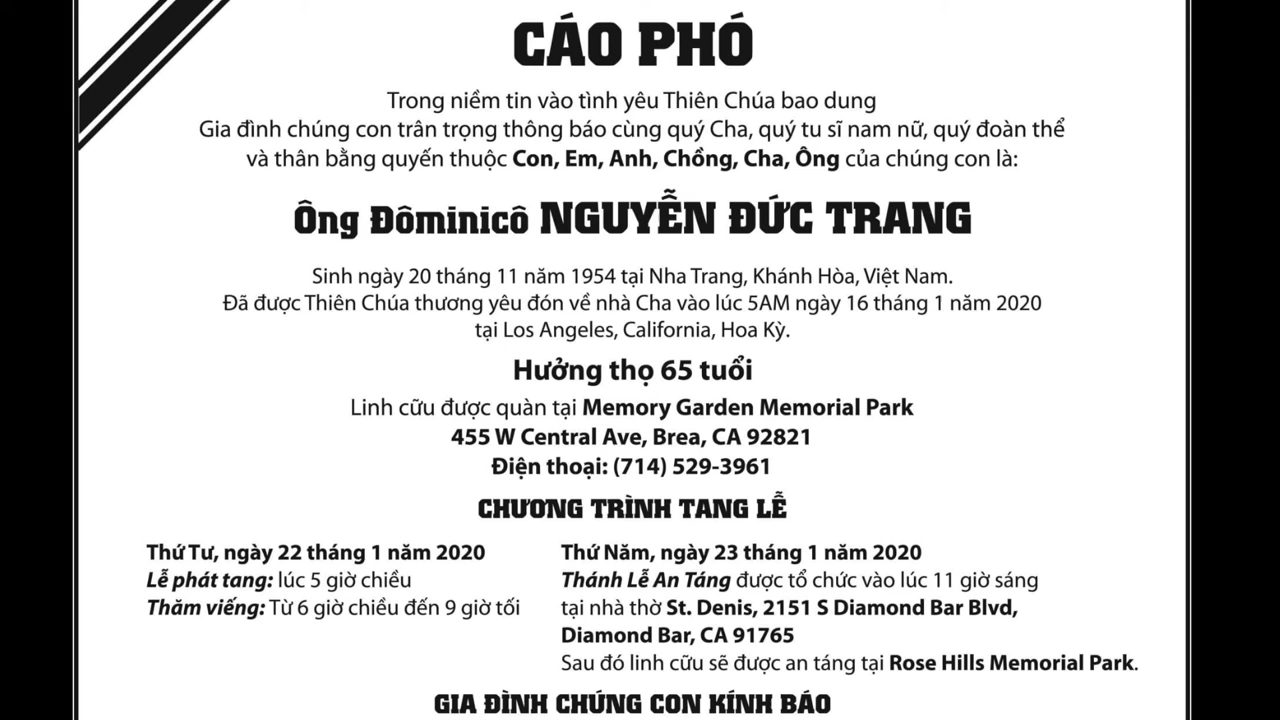 CÁO PHÓ
Trong niềm tin vào tình yêu Thiên Chúa bao dung
Gia đình chúng con trân trọng thông báo cùng quý Cha, quý tu sĩ nam nữ, quý đoàn thể
và thân bằng quyến thuộc Con, Em, Anh, Chồng, Cha, Ông của chúng con là:
Ông Đôminicô NGUYỄN ĐỨC TRANG
Sinh ngày 20 tháng 11 năm 1954 tại Nha Trang, Khánh Hòa, Việt Nam.
Đã được Thiên Chúa thương yêu đón về nhà Cha vào lúc 5AM ngày 16 tháng 1 năm 2020
tại Los Angeles, California, Hoa Kỳ.
Hưởng thọ 65 tuổi
Linh cữu được quàn tại Memory Garden Memorial Park
455 W Central Ave, Brea, CA 92821
Điện thoại: (714) 529-3961
CHƯƠNG TRÌNH TANG LỄ
Thứ Tư, ngày 22 tháng 1 năm 2020
Lễ phát tang: lúc 5 giờ chiều
Thăm viếng: Từ 6 giờ chiều đến 9 giờ tối
Thứ Năm, ngày 23 tháng 1 năm 2020
Thánh Lễ An Táng được tổ chức vào lúc 11 giờ sáng
tại nhà thờ St. Denis, 2151 S Diamond Bar Blvd,
Diamond Bar, CA 91765
Sau đó linh cữu sẽ được an táng tại Rose Hills Memorial Park.
GIA ĐÌNH CHÚNG CON KÍNH BÁO